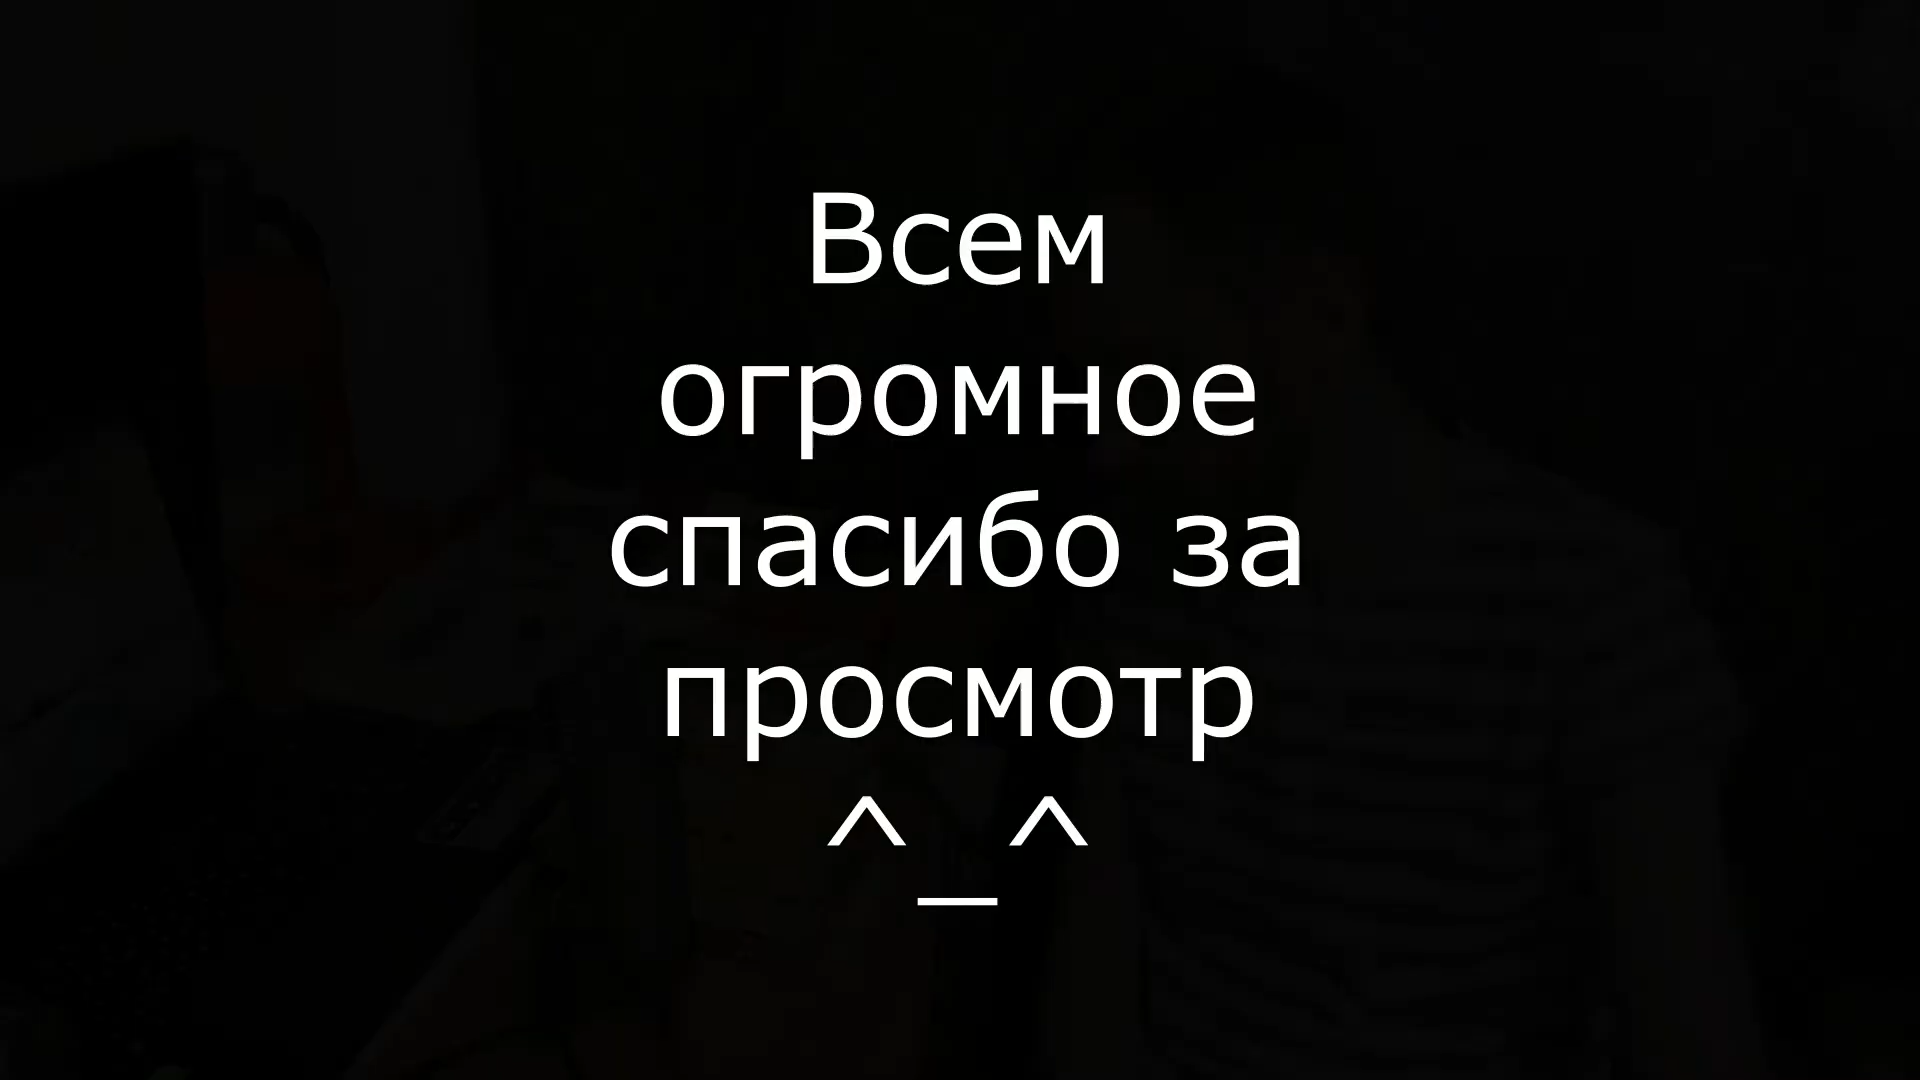 Всем
огромное
спасибо за
просмотр
^_^